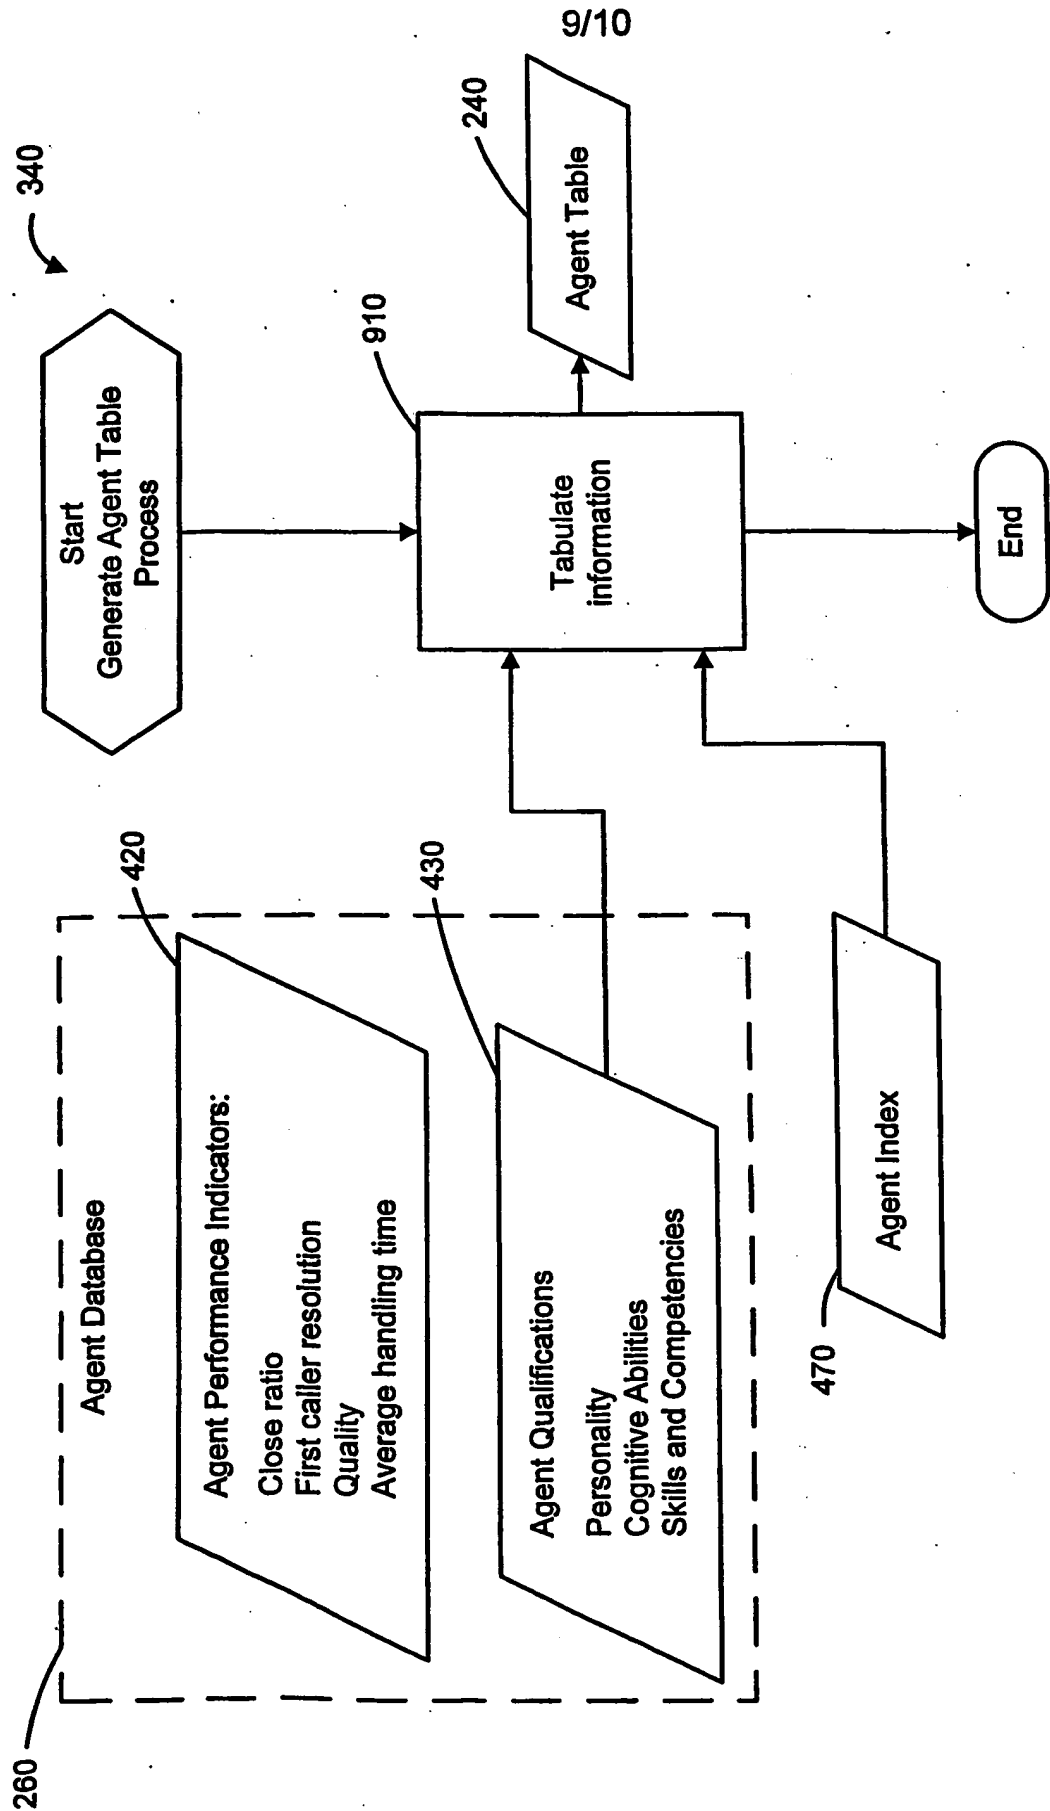 9/10
340
Start
Generate Agent Table
Process
260
Agent Database
420
Agent Performance Indicators:
Close ratio
First caller resolution
Quality
Average handling time
430
Agent Qualifications
Personality
Cognitive Abilities
Skills and Competencies
910
Tabulate
information
240
Agent Table
470
Agent Index
End